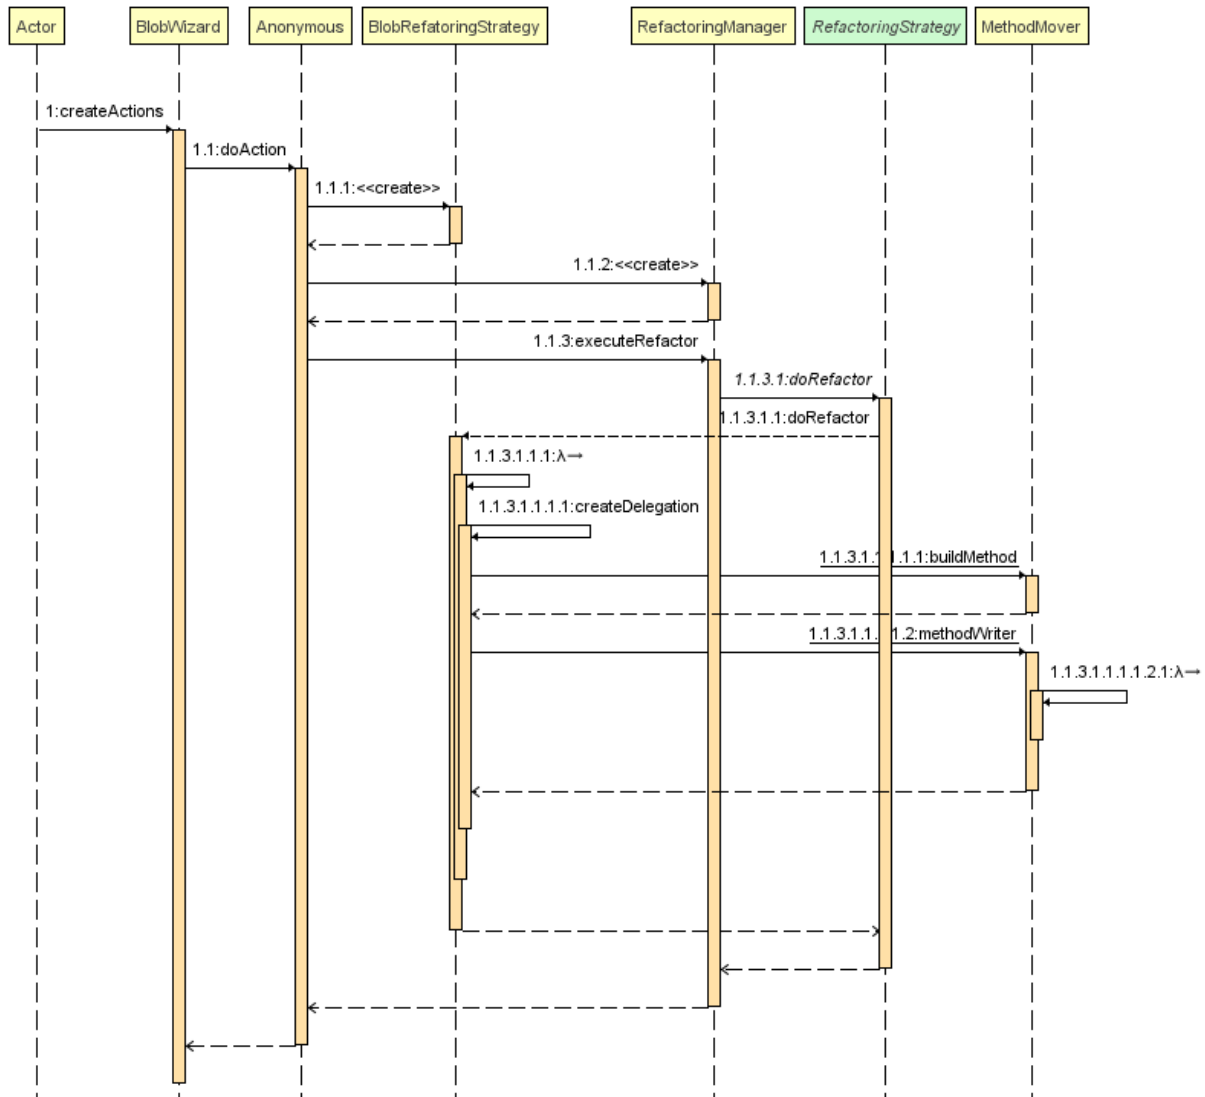 Actor
BlobWizard
Anonymous
BlobRefatoringStrategy
RefactoringManager
RefactoringStrategy
MethodMover
1:createActions
1.1:doAction
1.1.1:<<create>>
1.1.2:<<create>>
1.1.3:executeRefactor
1.1.3.1:doRefactor
1.1.3.1.1:doRefactor
1.1.3.1.1.1:λ→
1.1.3.1.1.1.1:createDelegation
1.1.3.1.1.1.1.1:buildMethod
1.1.3.1.1.1.1.2:methodWriter
1.1.3.1.1.1.1.2.1:λ→